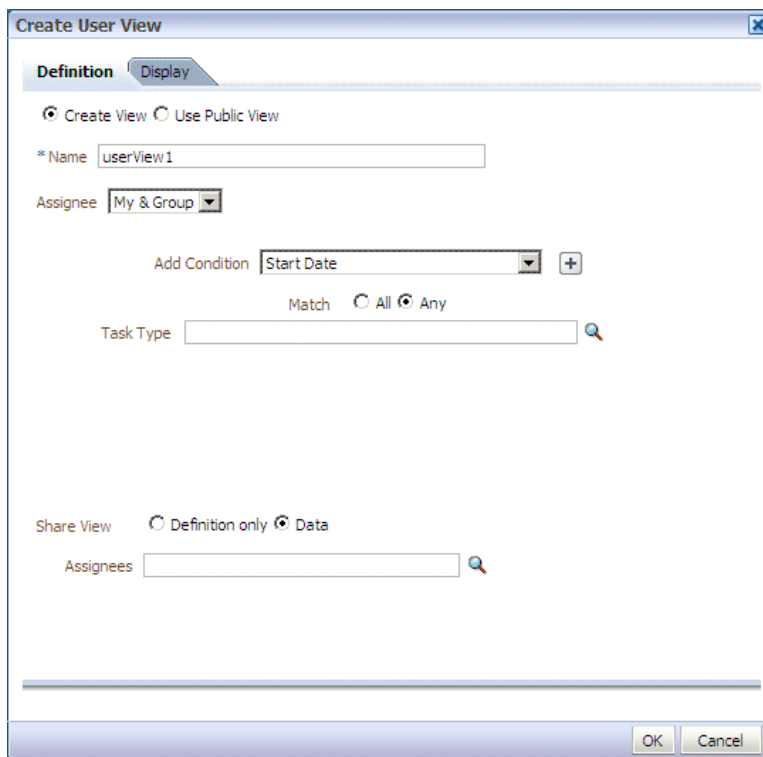 Create User View
Definition Display
Create View Use Public View
* Name userView1
Assignee My & Group
Add Condition Start Date
Match All Any
Task Type
Share View Definition only Data
Assignees
OK Cancel